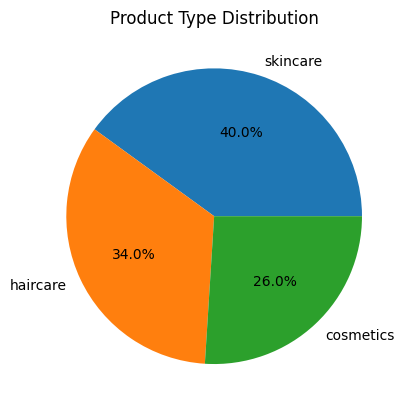 Product Type Distribution
skincare
40.0%
34.0%
26.0%
haircare
cosmetics